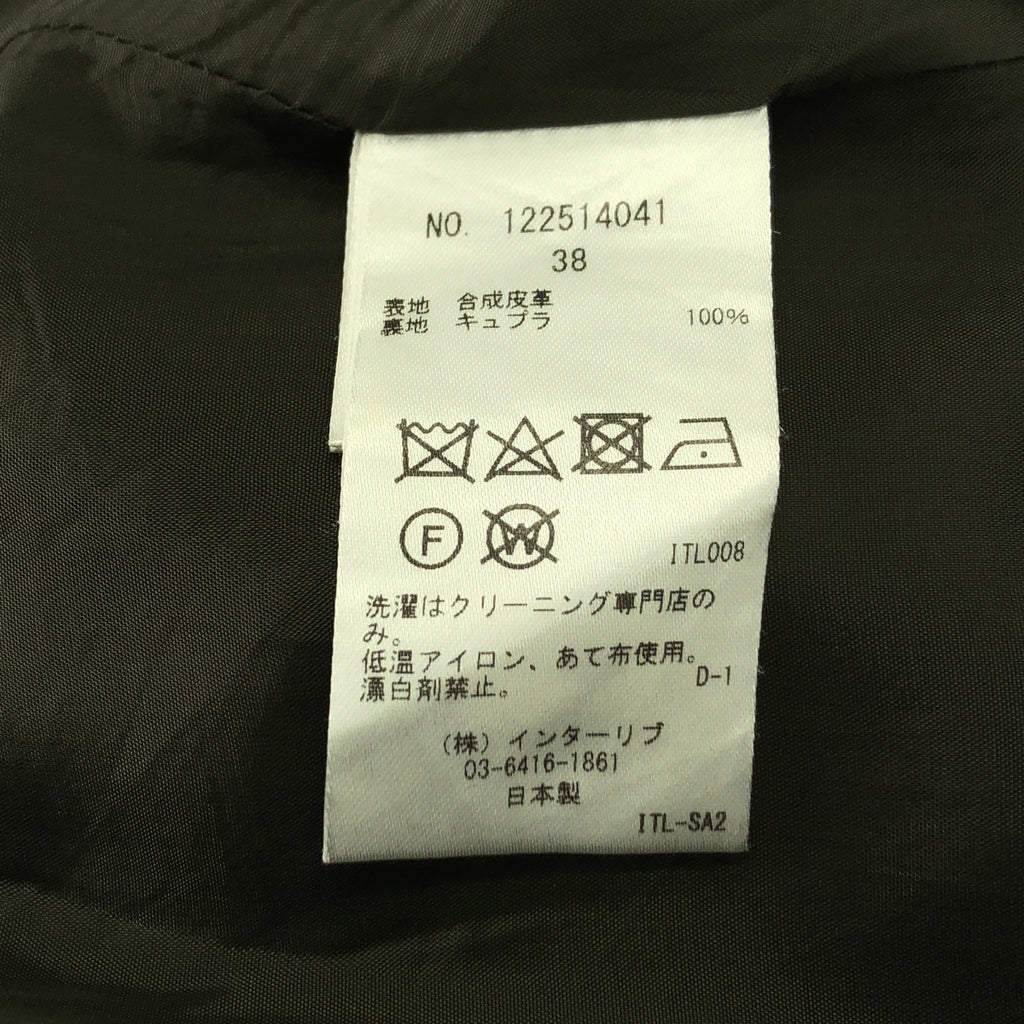 NO. 122514041
38
表地 合成皮革
裏地 キュプラ 100%
F W
ITL008
洗濯はクリーニング専門店の
み。
低温アイロン、あて布使用。
漂白剤禁止。
D-1
(株)インターリブ
03-6416-1861
日本製
ITL-SA2